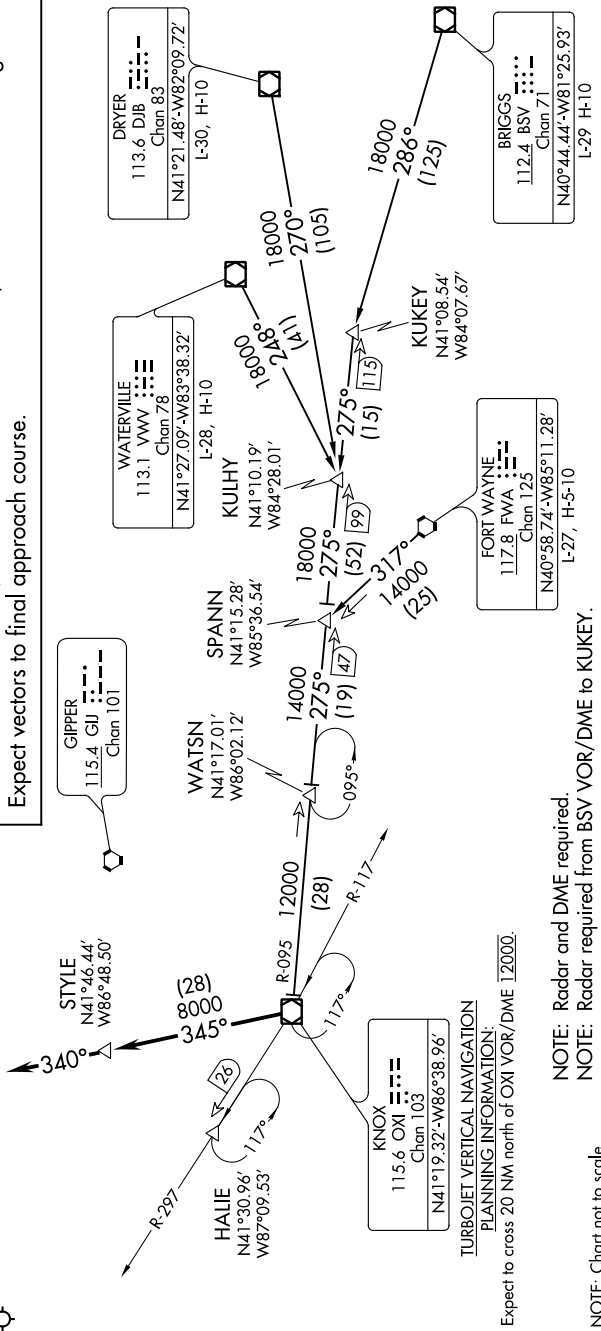 Expect vectors to final approach course.
DRYER
113.6 DJB
Chan 83
N41°21.48'-W82°09.72'
L-30, H-10
WATERVILLE
113.1 VWV
Chan 78
N41°27.09'-W83°38.32'
L-28, H-10
GIPPER
115.4 GIJ
Chan 101
STYLE
N41°46.44'
W86°48.50'
340°
(28)
8000
345°
18000
270°
(105)
18000
248°
(41)
18000
286°
(125)
KULHY
N41°10.19'
W84°28.01'
SPANN
N41°15.28'
W85°36.54'
WATSN
N41°17.01'
W86°02.12'
KUKEY
N41°08.54'
W84°07.67'
115
275°
(15)
99
18000
275°
(52)
47
14000
275°
(19)
095°
12000
(28)
R-095
R-117
117°
R-297
26
117°
HALIE
N41°30.96'
W87°09.53'
317°
14000
(25)
BRIGGS
112.4 BSV
Chan 71
N40°44.44'-W81°25.93'
L-29 H-10
FORT WAYNE
117.8 FWA
Chan 125
N40°58.74'-W85°11.28'
L-27, H-5-10
KNOX
115.6 OXI
Chan 103
N41°19.32'-W86°38.96'
TURBOJET VERTICAL NAVIGATION
PLANNING INFORMATION:
Expect to cross 20 NM north of OXI VOR/DME 12000.
NOTE: Radar and DME required.
NOTE: Radar required from BSV VOR/DME to KUKEY.
NOTE: Chart not to scale